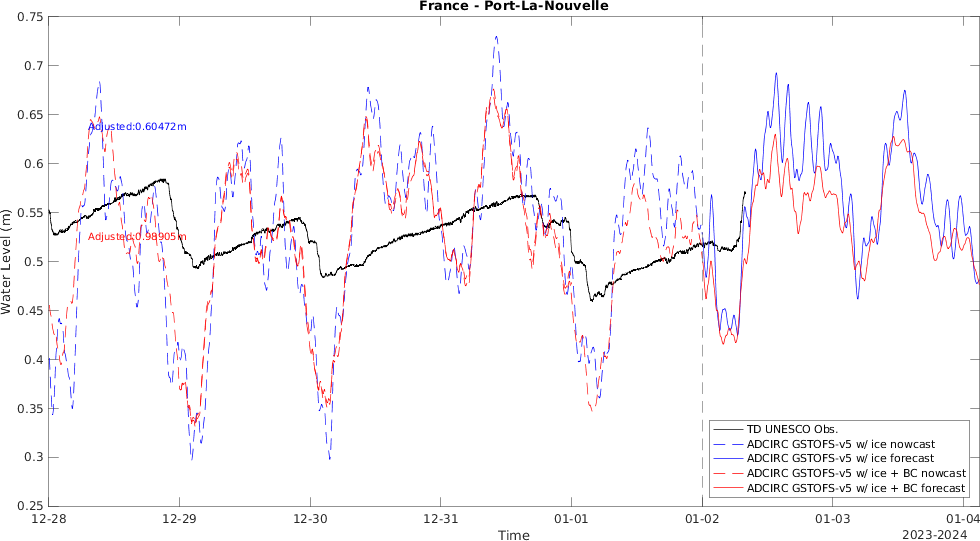 France - Port-La-Nouvelle
0.75
0.7
0.65
0.6
0.55
0.5
0.45
0.4
0.35
0.3
0.25
Water Level (m)
Adjusted:0.60472m
Adjusted:0.98905m
TD UNESCO Obs.
ADCIRC GSTOFS-v5 w/ ice nowcast
ADCIRC GSTOFS-v5 w/ ice forecast
ADCIRC GSTOFS-v5 w/ ice + BC nowcast
ADCIRC GSTOFS-v5 w/ ice + BC forecast
12-28 12-29 12-30 12-31 01-01 01-02 01-03 01-04
Time
2023-2024